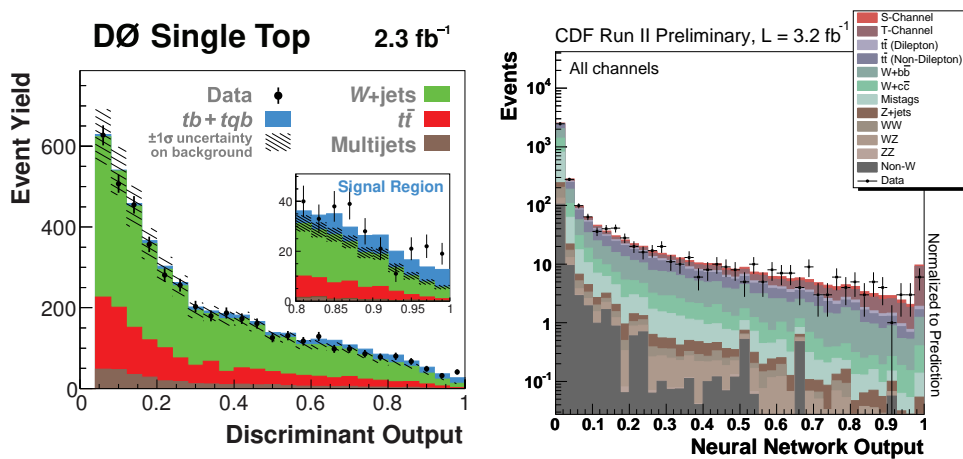 DØ Single Top 2.3 fb⁻¹
Event Yield
Data
tb + tqb
±1σ uncertainty
on background
W+jets
tt̄
Multijets
600
400
200
0
Signal Region
40
20
0
0.8 0.85 0.9 0.95 1
0 0.2 0.4 0.6 0.8 1
Discriminant Output
CDF Run II Preliminary, L = 3.2 fb⁻¹
All channels
Events
10⁴
10³
10²
10
1
10⁻¹
0 0.1 0.2 0.3 0.4 0.5 0.6 0.7 0.8 0.9 1
Neural Network Output
Normalized to Prediction
S-Channel
T-Channel
tt̄ (Dilepton)
tt̄ (Non-Dilepton)
W+bb̄
W+cc̄
Mistags
Z+jets
WW
WZ
ZZ
Non-W
Data